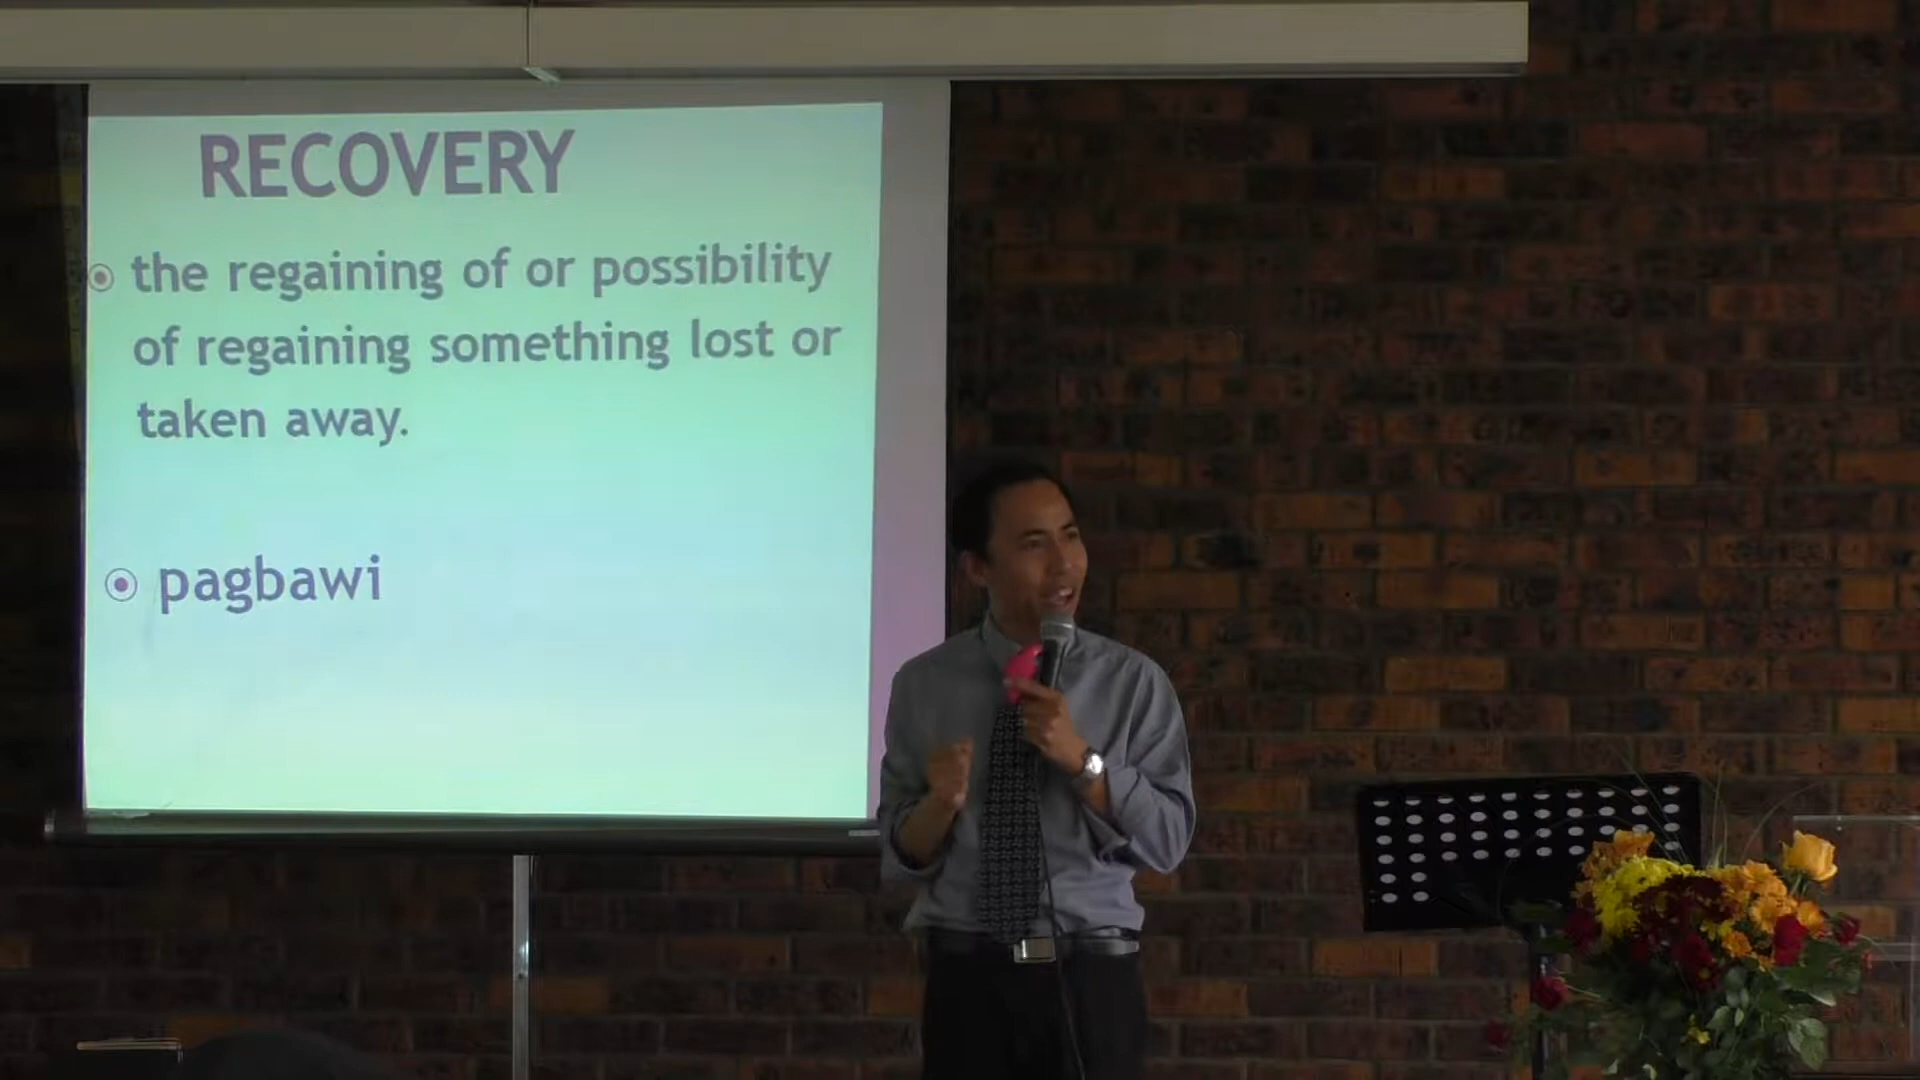 RECOVERY
the regaining of or possibility
of regaining something lost or
taken away.
pagbawi